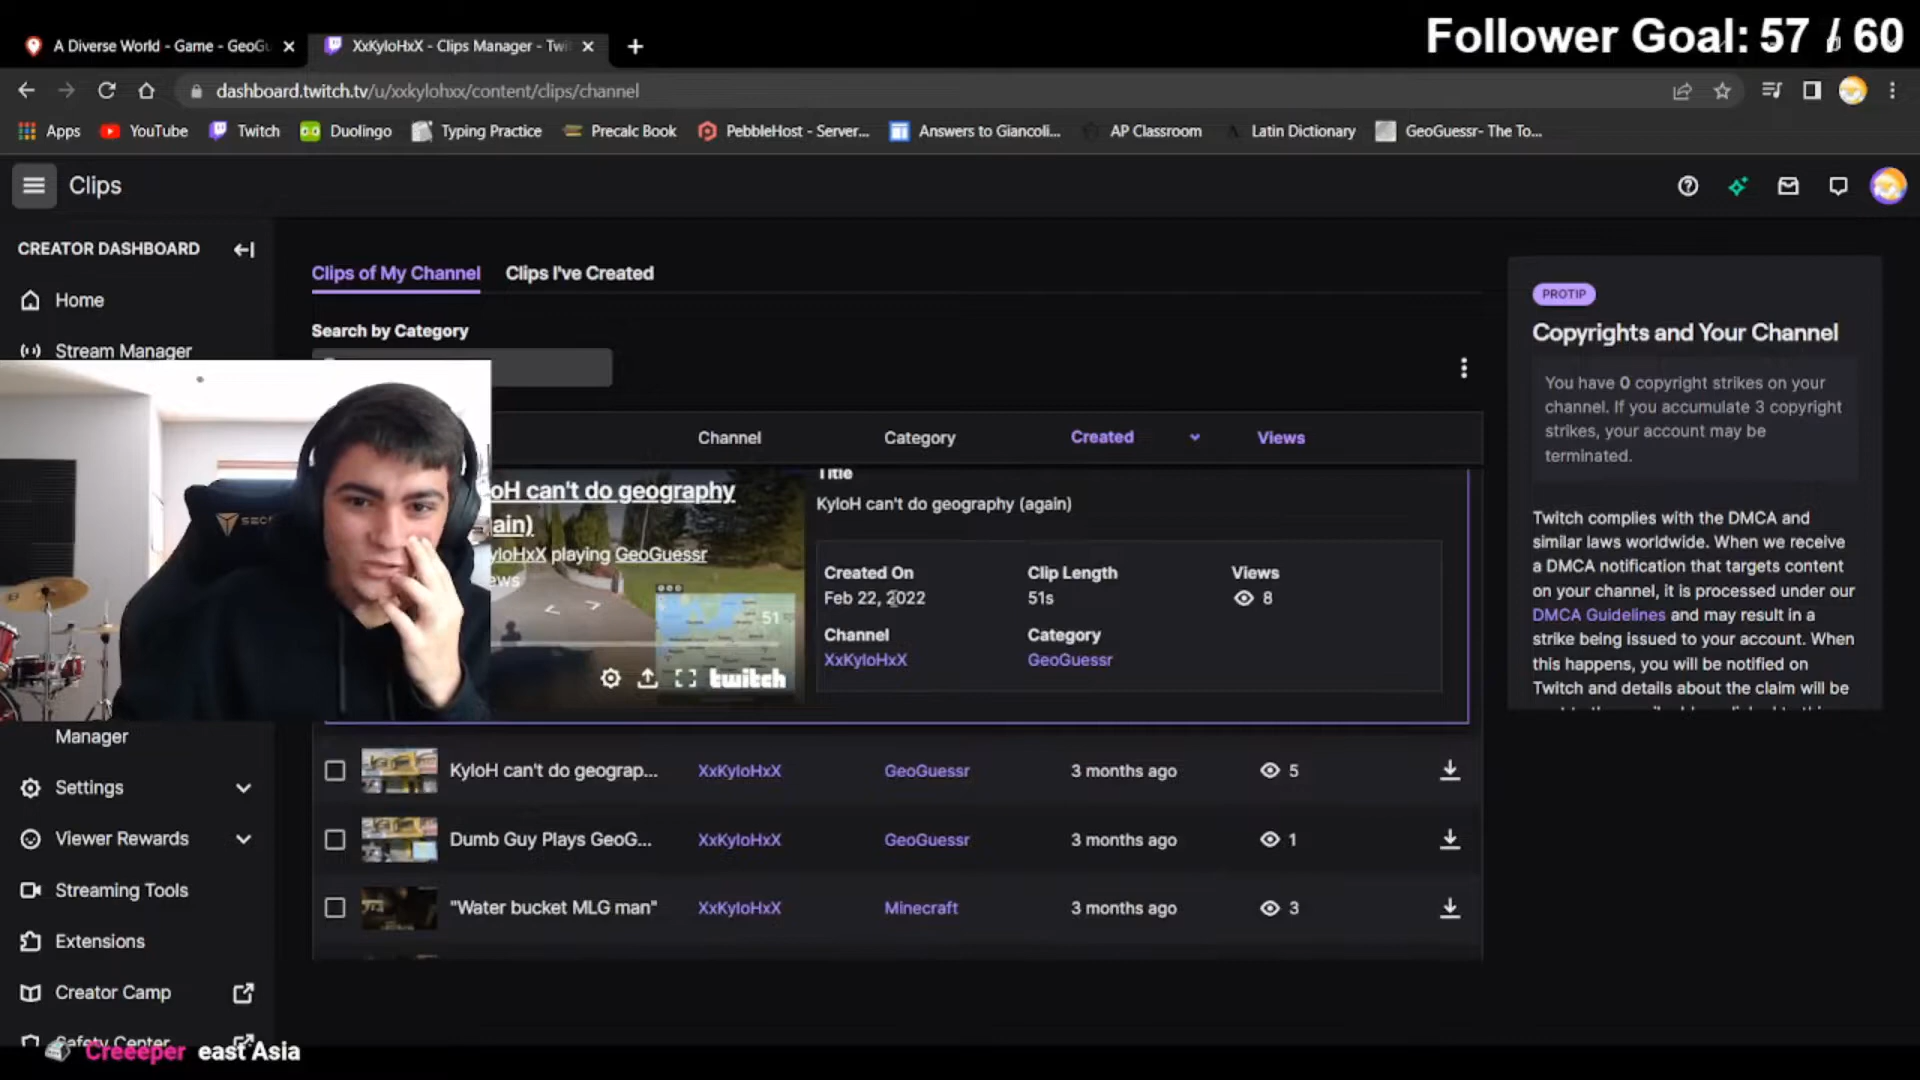 Follower Goal: 57 / 60
A Diverse World - Game - GeoGu
XxKyloHxX - Clips Manager - Twi
dashboard.twitch.tv/u/xxkylohxx/content/clips/channel
Apps YouTube Twitch Duolingo Typing Practice Precalc Book PebbleHost - Server... Answers to Giancoli... AP Classroom Latin Dictionary GeoGuessr- The To...
Clips
CREATOR DASHBOARD
Home
Stream Manager
Manager
Settings
Viewer Rewards
Streaming Tools
Extensions
Creator Camp
Safety Center
Clips of My Channel Clips I've Created
Search by Category
Channel Category Created Views
oH can't do geography
ain)
yloHxX playing GeoGuessr
ews
51
twitch
Title
KyloH can't do geography (again)
Created On Clip Length Views
Feb 22, 2022 51s 8
Channel Category
XxKyloHxX GeoGuessr
KyloH can't do geograp... XxKyloHxX GeoGuessr 3 months ago 5
Dumb Guy Plays GeoG... XxKyloHxX GeoGuessr 3 months ago 1
"Water bucket MLG man" XxKyloHxX Minecraft 3 months ago 3
PROTIP
Copyrights and Your Channel
You have 0 copyright strikes on your
channel. If you accumulate 3 copyright
strikes, your account may be
terminated.
Twitch complies with the DMCA and
similar laws worldwide. When we receive
a DMCA notification that targets content
on your channel, it is processed under our
DMCA Guidelines and may result in a
strike being issued to your account. When
this happens, you will be notified on
Twitch and details about the claim will be
Creeeper east Asia